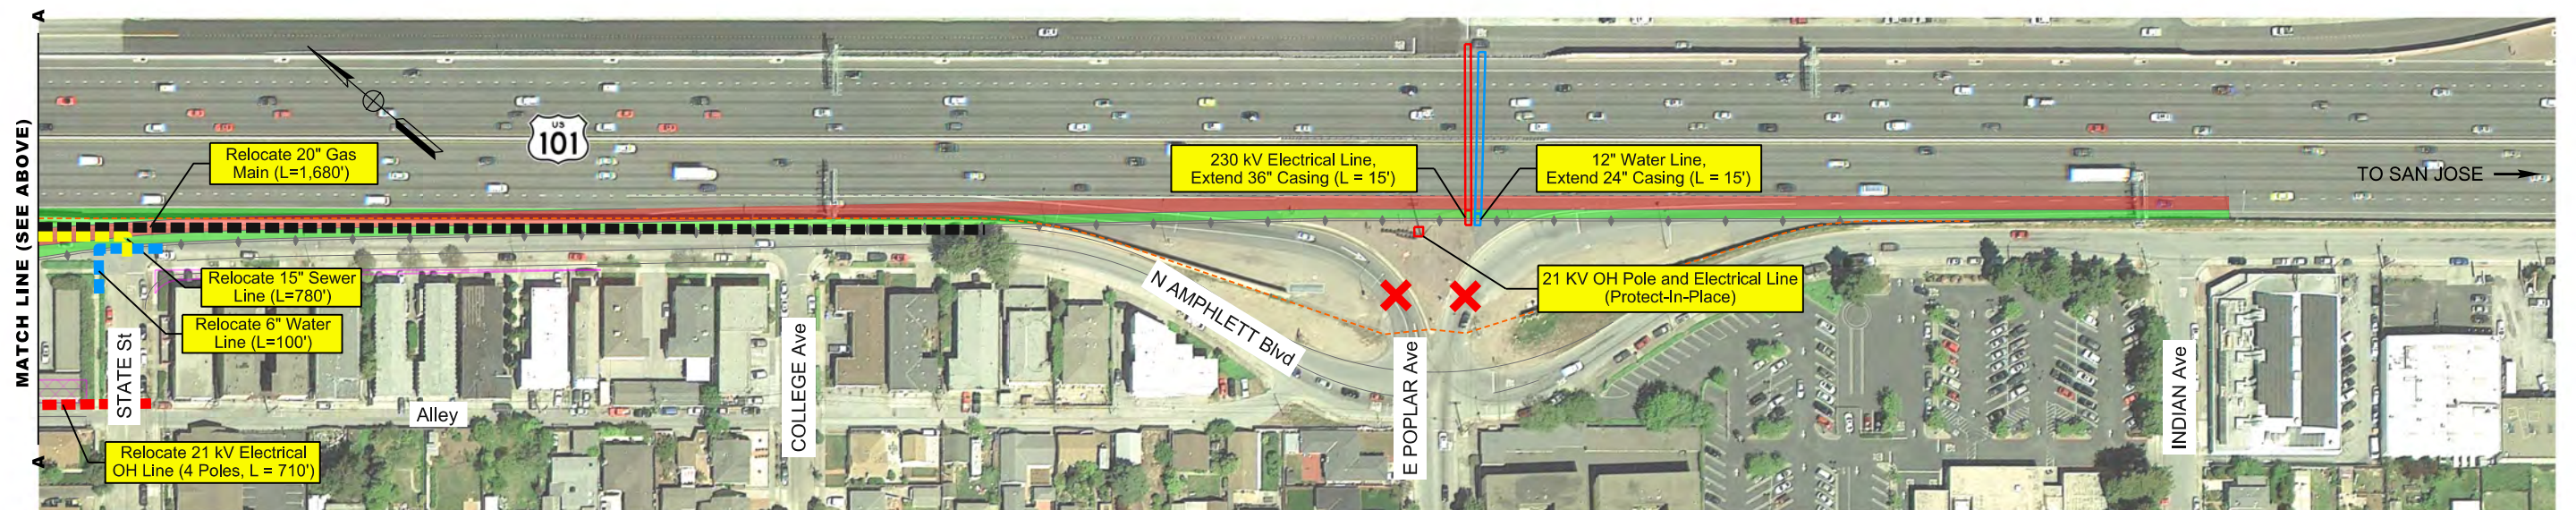 A
MATCH LINE (SEE ABOVE)
A
US
101
Relocate 20" Gas
Main (L=1,680')
230 kV Electrical Line,
Extend 36" Casing (L = 15')
12" Water Line,
Extend 24" Casing (L = 15')
TO SAN JOSE
Relocate 15" Sewer
Line (L=780')
Relocate 6" Water
Line (L=100')
21 KV OH Pole and Electrical Line
(Protect-In-Place)
N AMPHLETT Blvd
STATE St
Alley
COLLEGE Ave
E POPLAR Ave
INDIAN Ave
Relocate 21 kV Electrical
OH Line (4 Poles, L = 710')